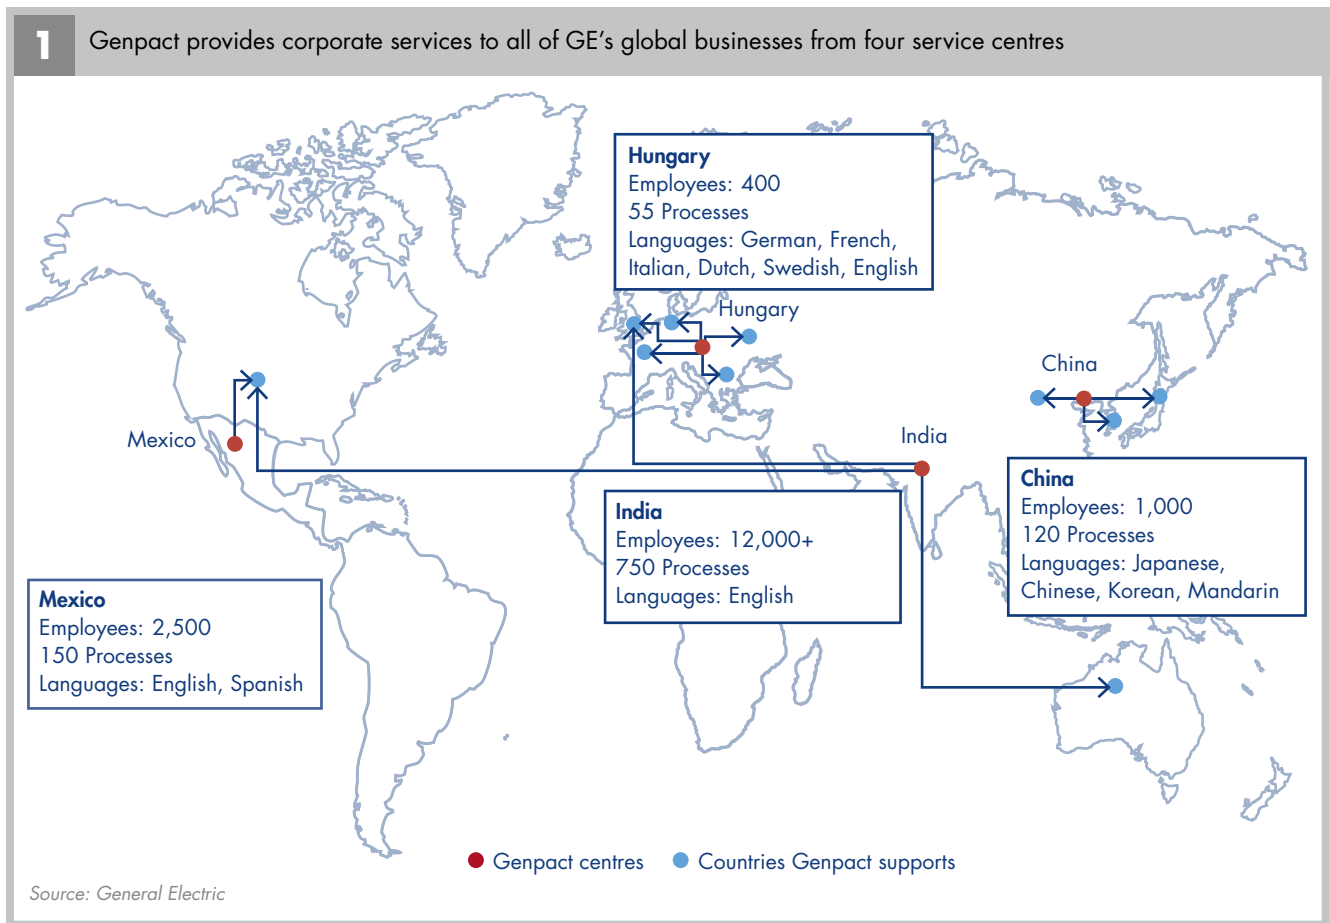 1
Genpact provides corporate services to all of GE's global businesses from four service centres
Hungary
Employees: 400
55 Processes
Languages: German, French,
Italian, Dutch, Swedish, English
Hungary
China
Mexico
India
China
Employees: 1,000
120 Processes
Languages: Japanese,
Chinese, Korean, Mandarin
India
Employees: 12,000+
750 Processes
Languages: English
Mexico
Employees: 2,500
150 Processes
Languages: English, Spanish
Genpact centres
Countries Genpact supports
Source: General Electric